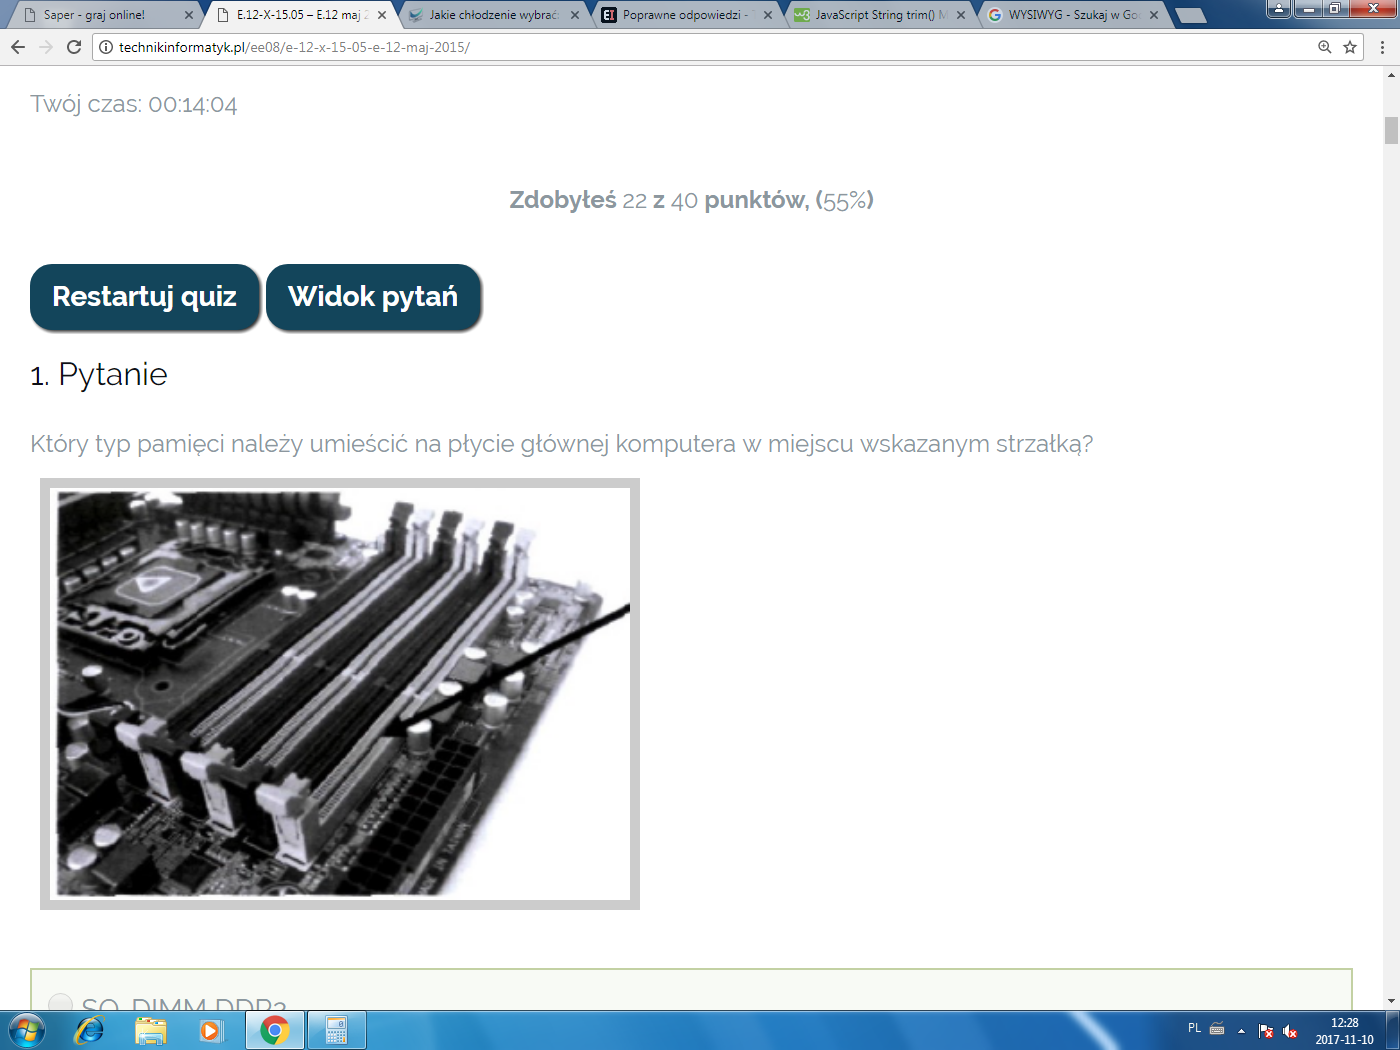 Saper - graj online!
E.12-X-15.05 – E.12 maj 2
Jakie chłodzenie wybrać
Poprawne odpowiedzi -
JavaScript String trim() M
WYSIWYG - Szukaj w Goo
technikinformatyk.pl/ee08/e-12-x-15-05-e-12-maj-2015/
Twój czas: 00:14:04
Zdobyłeś 22 z 40 punktów, (55%)
Restartuj quiz
Widok pytań
1. Pytanie
Który typ pamięci należy umieścić na płycie głównej komputera w miejscu wskazanym strzałką?
SO-DIMM DDR2
PL
12:28
2017-11-10